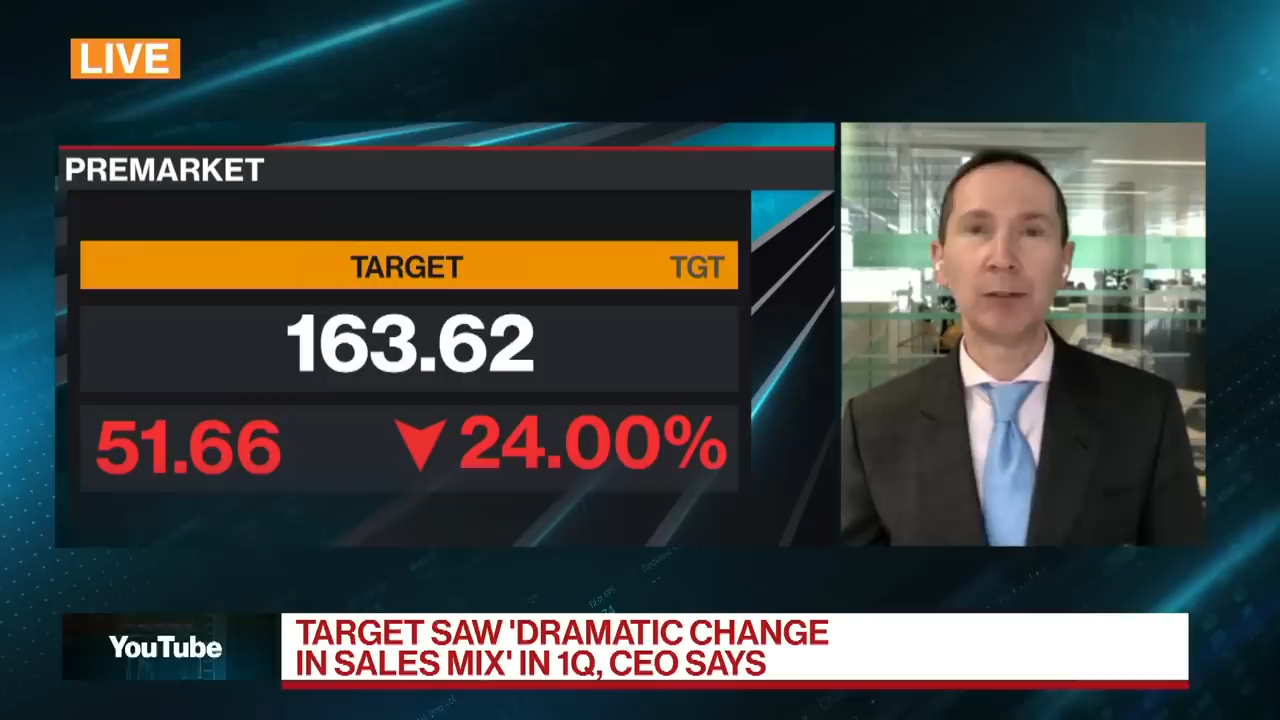 LIVE
PREMARKET
TARGET TGT
163.62
51.66 24.00%
YouTube
TARGET SAW 'DRAMATIC CHANGE
IN SALES MIX' IN 1Q, CEO SAYS